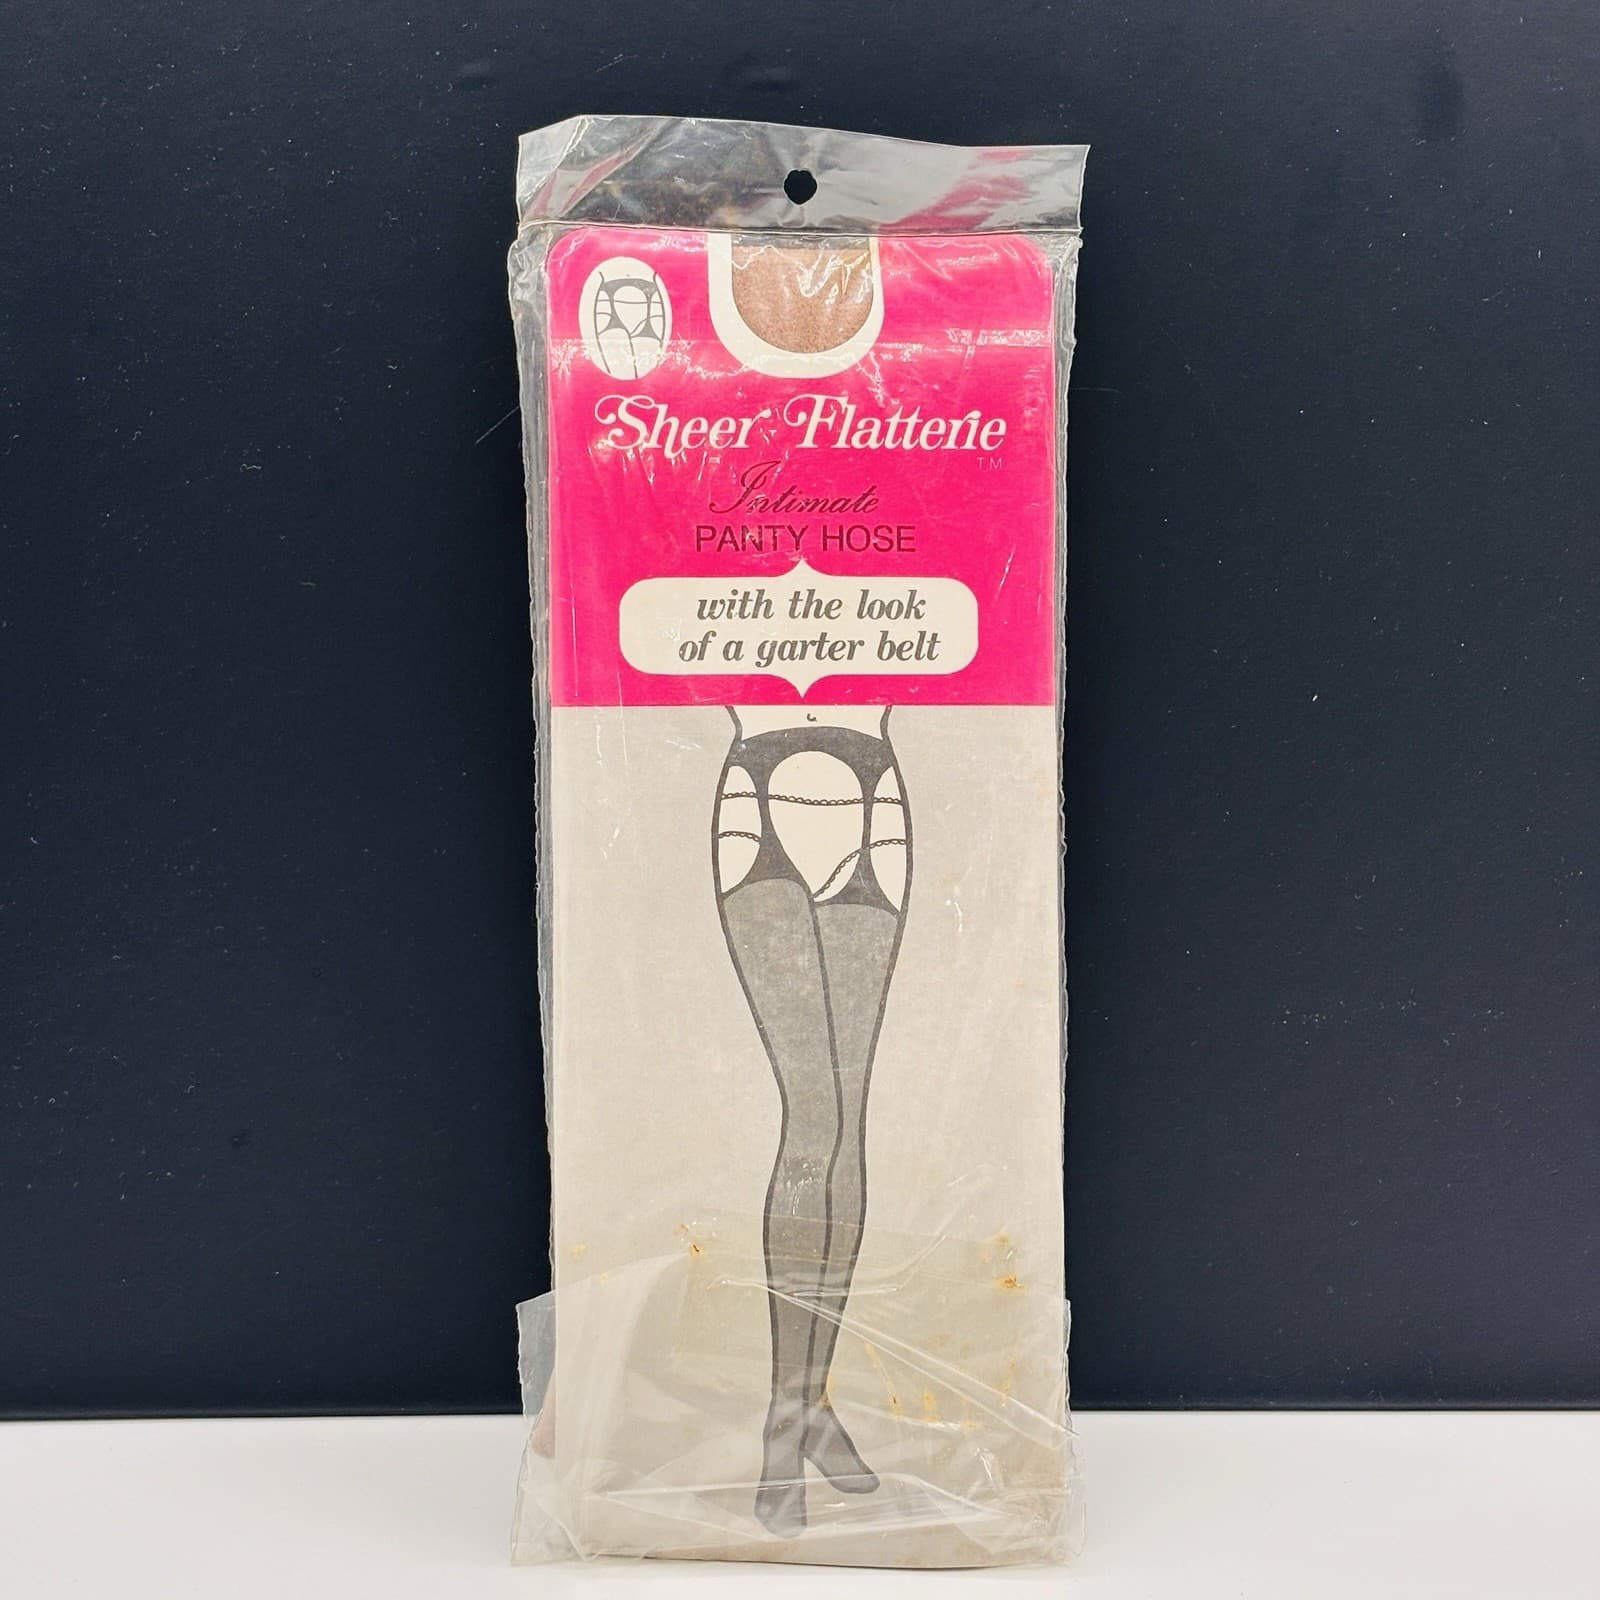 Sheer Flatterie
TM
Intimate
PANTY HOSE
with the look
of a garter belt